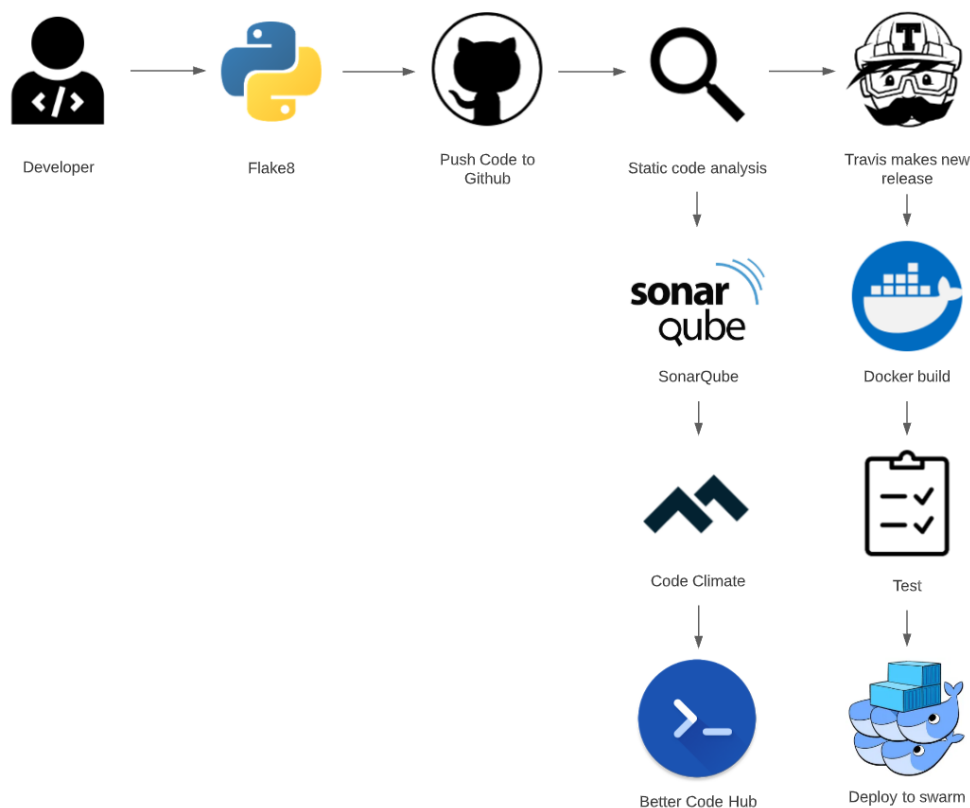 </>
T
Developer
Flake8
Push Code to
Github
Static code analysis
Travis makes new
release
sonar
qube
SonarQube
Docker build
Code Climate
Test
Better Code Hub
Deploy to swarm